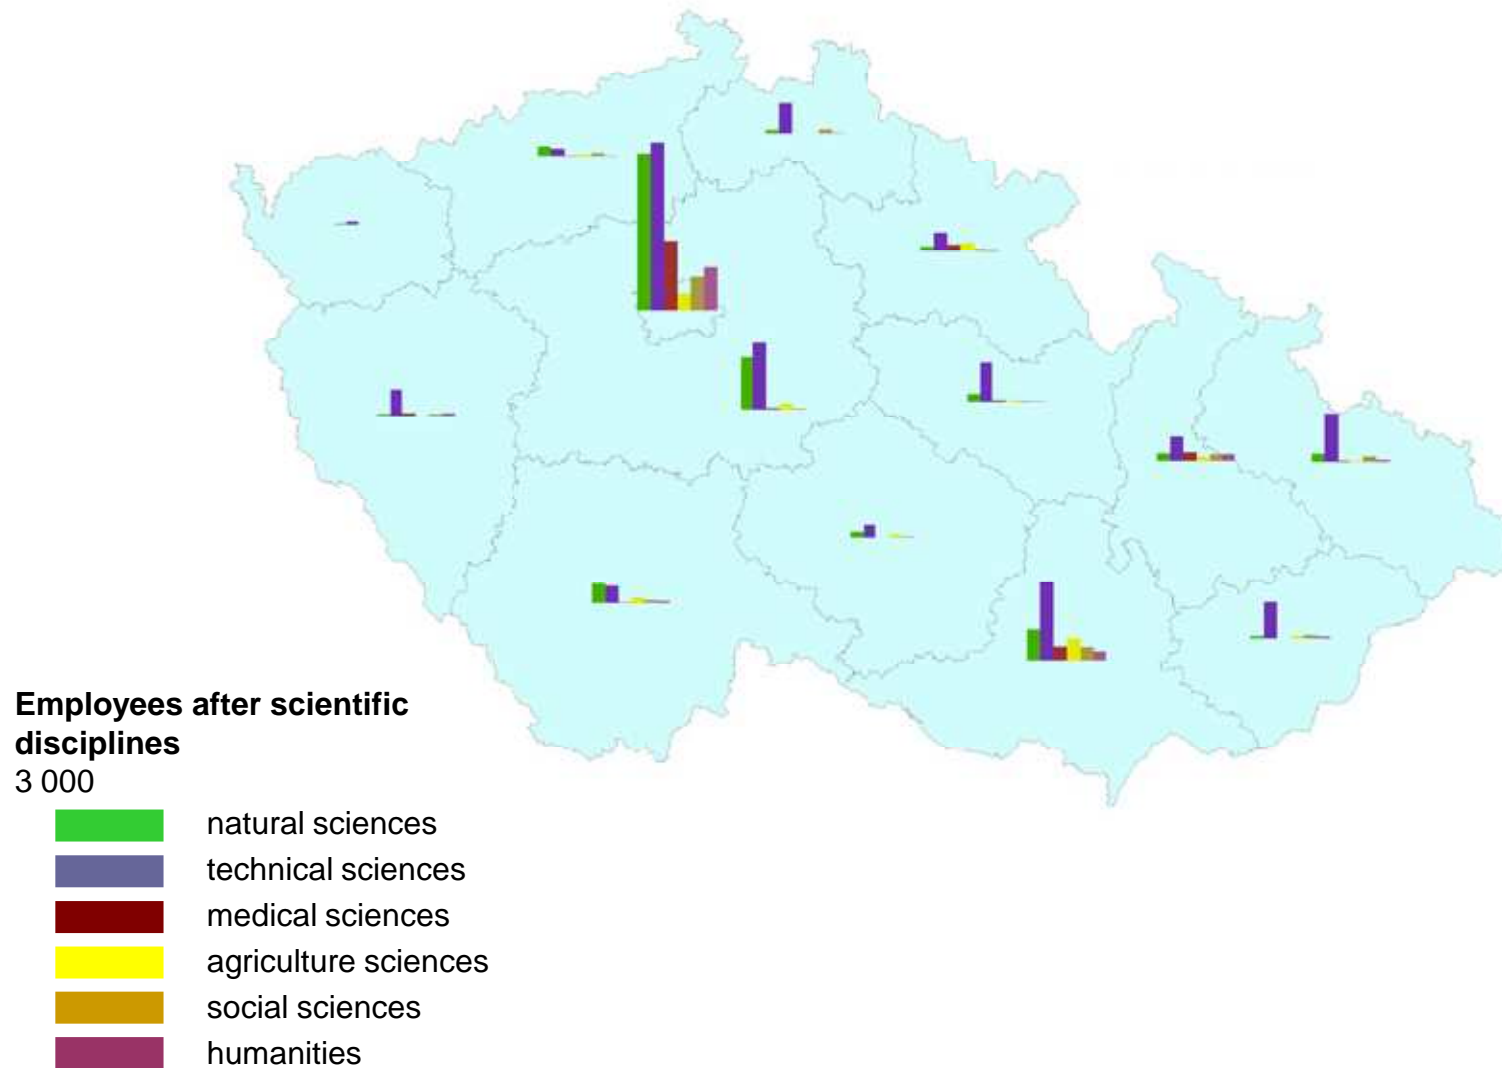 Employees after scientific
disciplines
3 000
natural sciences
technical sciences
medical sciences
agriculture sciences
social sciences
humanities